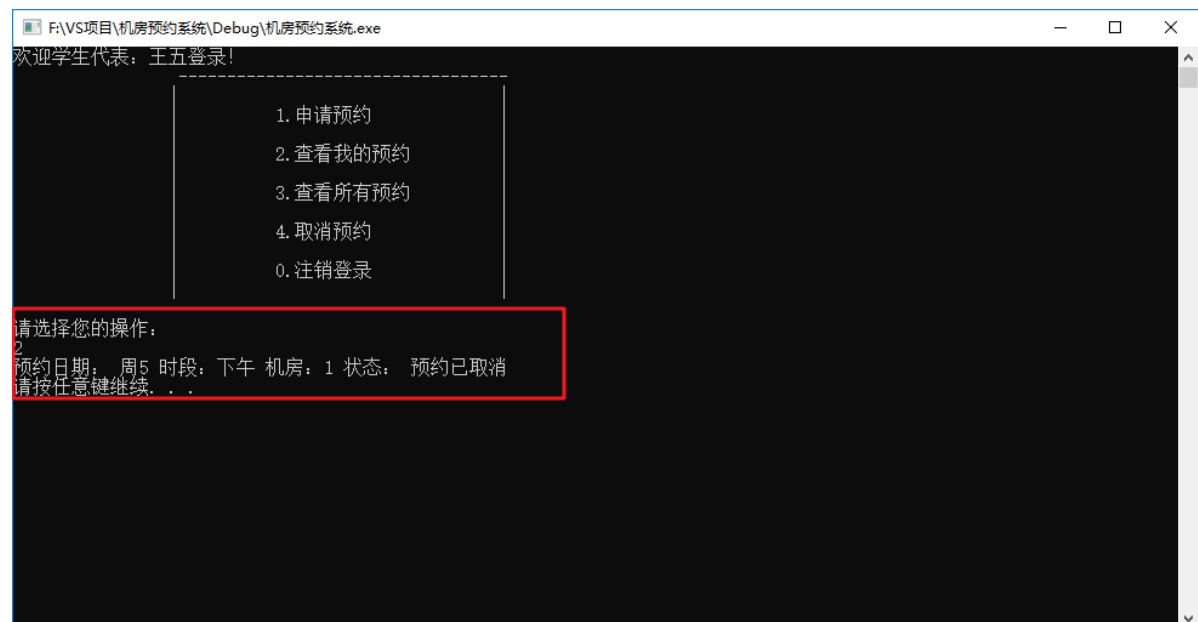 F:\VS项目\机房预约系统\Debug\机房预约系统.exe
欢迎学生代表：王五登录！
----------------------------------
1.申请预约
2.查看我的预约
3.查看所有预约
4.取消预约
0.注销登录
请选择您的操作：
2
预约日期： 周5 时段：下午 机房：1 状态： 预约已取消
请按任意键继续. . .